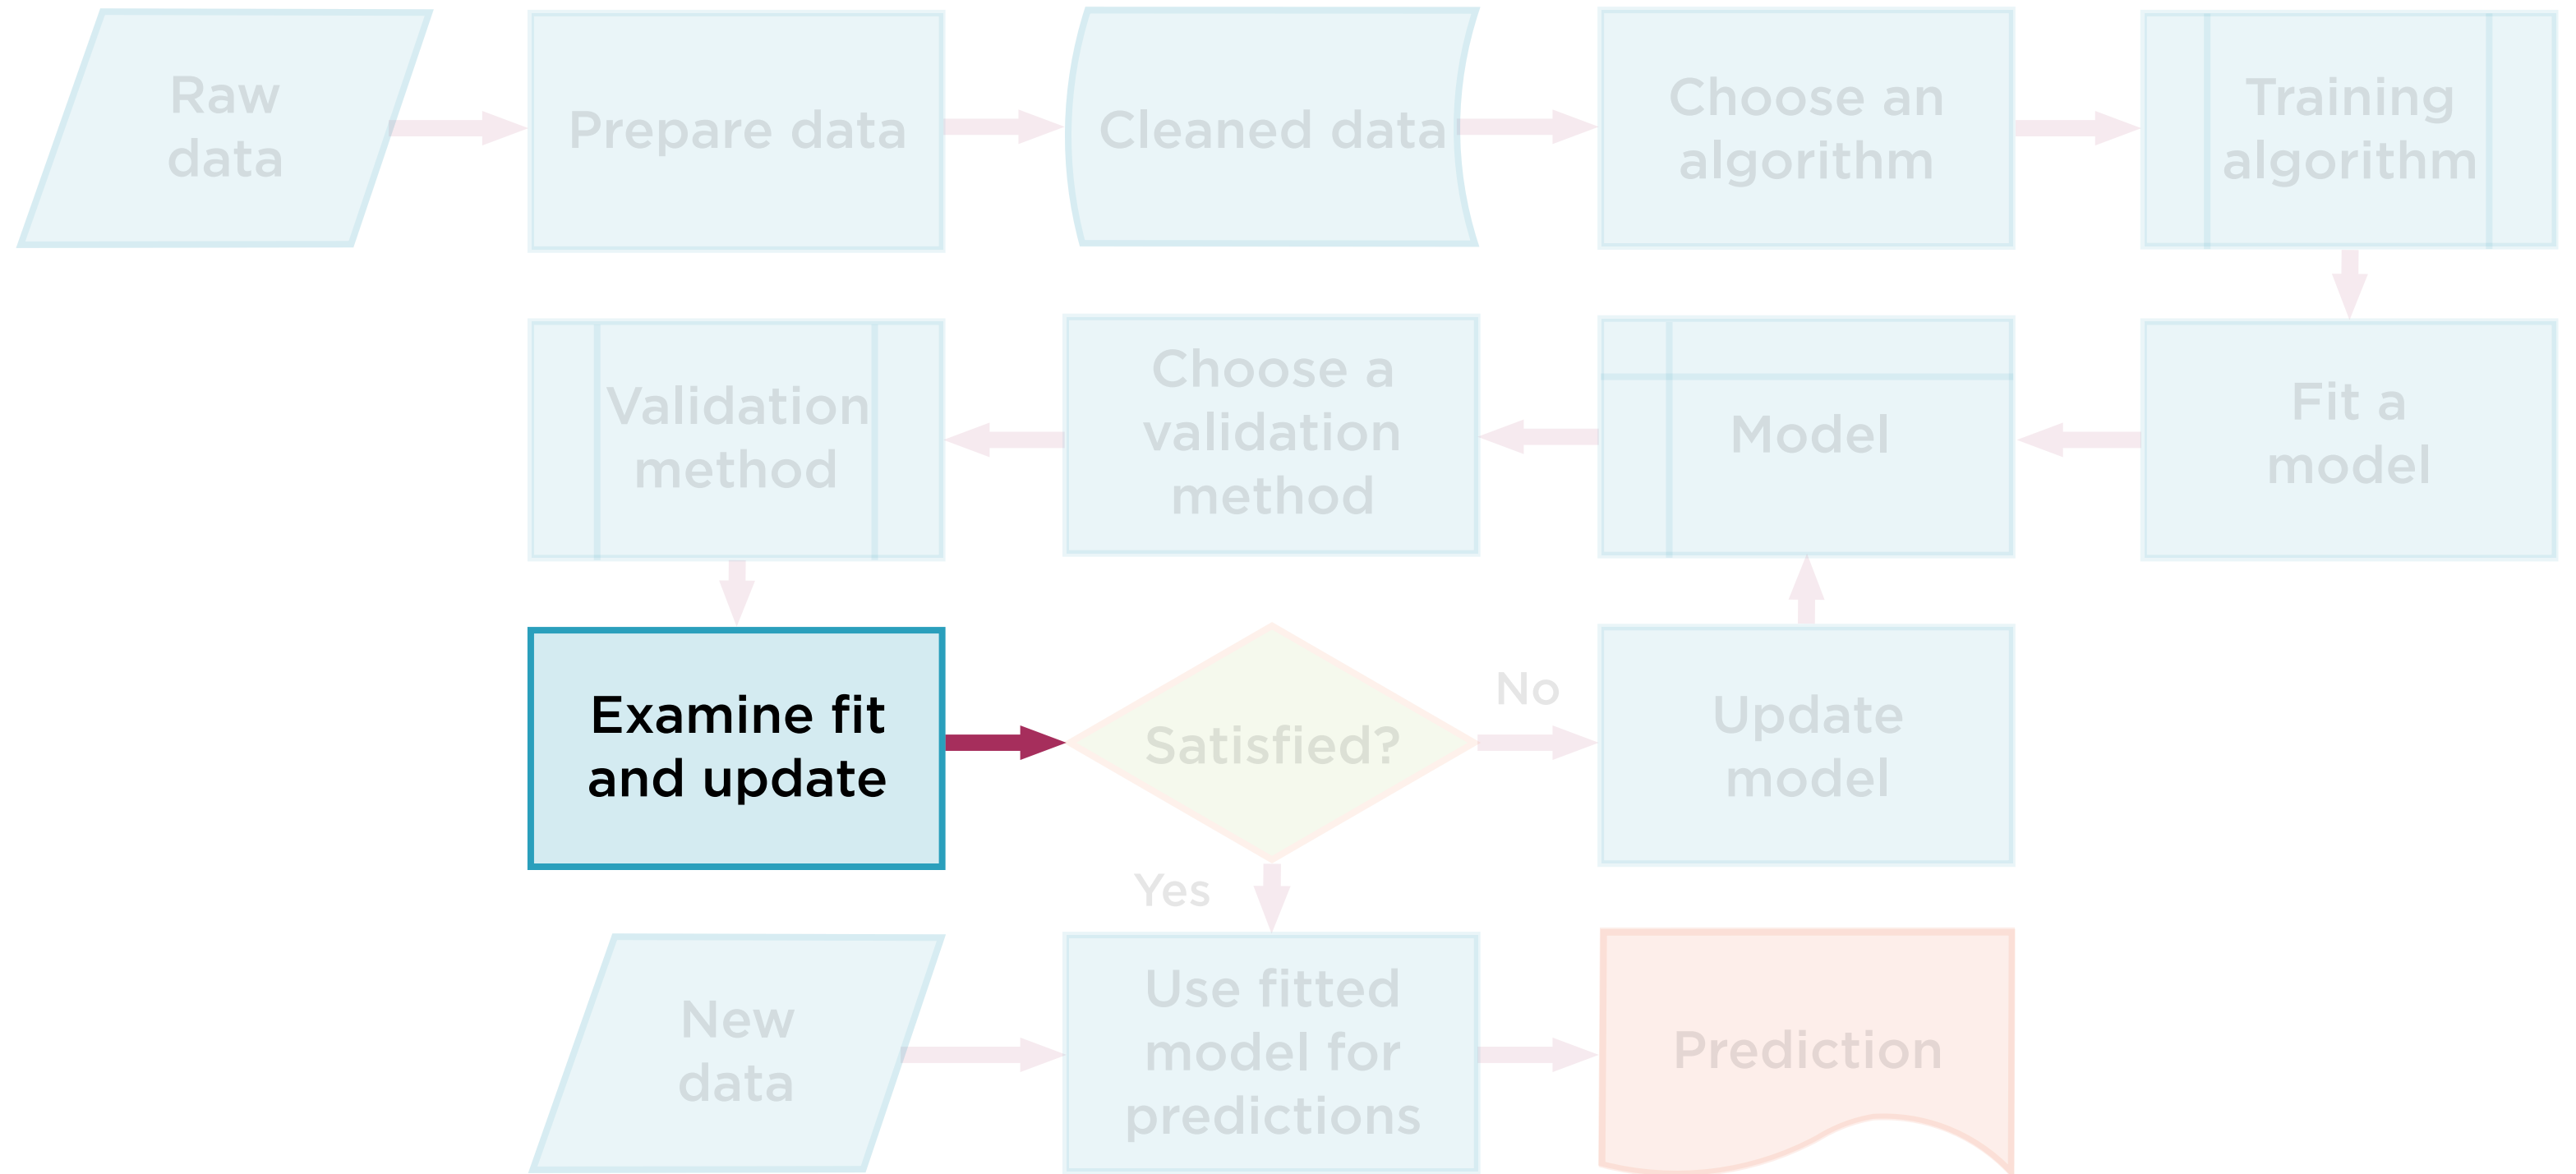 Raw
data
Prepare data
Cleaned data
Choose an
algorithm
Training
algorithm
Validation
method
Choose a
validation
method
Model
Fit a
model
Examine fit
and update
Satisfied?
No
Update
model
Yes
New
data
Use fitted
model for
predictions
Prediction